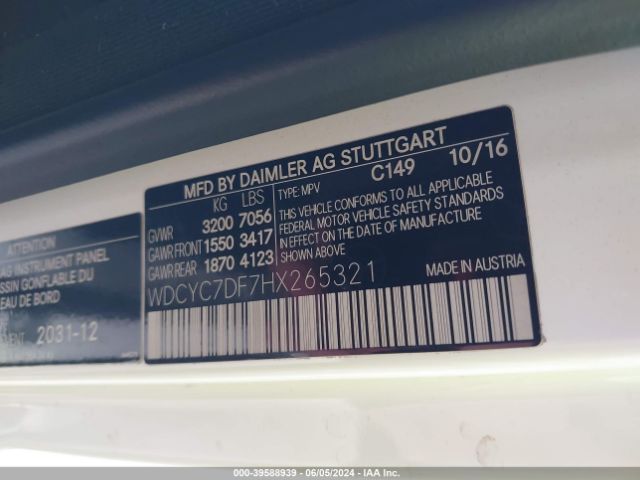 MFD BY DAIMLER AG STUTTGART
KG LBS
GVWR 3200 7056
GAWR FRONT 1550 3417
GAWR REAR 1870 4123
TYPE: MPV C149 10/16
THIS VEHICLE CONFORMS TO ALL APPLICABLE
FEDERAL MOTOR VEHICLE SAFETY STANDARDS
IN EFFECT ON THE DATE OF MANUFACTURE
SHOWN ABOVE
WDCYC7DF7HX265321
MADE IN AUSTRIA
ATTENTION
AG INSTRUMENT PANEL
SSIN GONFLABLE DU
EAU DE BORD
MENT 2031-12
000-39588939 - 06/05/2024 - IAA Inc.